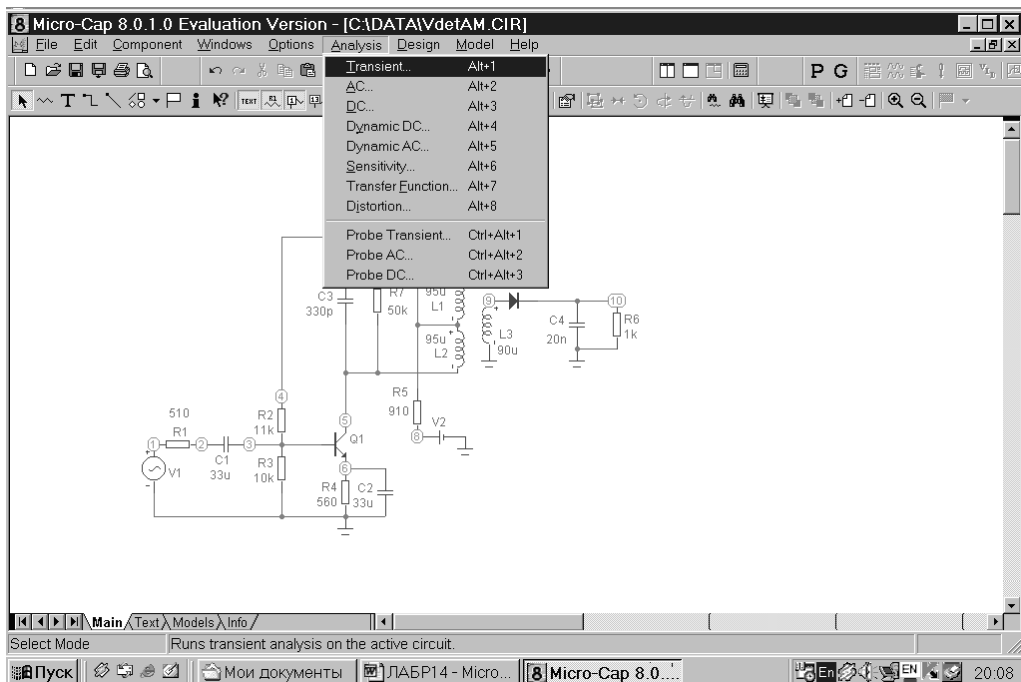 Micro-Cap 8.0.1.0 Evaluation Version - [C:\DATA\VdetAM.CIR]
File Edit Component Windows Options Analysis Design Model Help
Transient... Alt+1
AC... Alt+2
DC... Alt+3
Dynamic DC... Alt+4
Dynamic AC... Alt+5
Sensitivity... Alt+6
Transfer Function... Alt+7
Distortion... Alt+8
Probe Transient... Ctrl+Alt+1
Probe AC... Ctrl+Alt+2
Probe DC... Ctrl+Alt+3
P G
T
TEXT
C3
330p
R7
50k
95u
L1
95u
L2
9
L3
90u
C4
20n
10
R6
1k
4
510
R1
R2
11k
1
2
3
C1
33u
V1
R3
10k
5
Q1
6
R4
560
C2
33u
R5
910
8
V2
Main Text Models Info
Select Mode Runs transient analysis on the active circuit.
Пуск Мои документы ЛАБР14 - Micro... Micro-Cap 8.0.... En EN 20:08